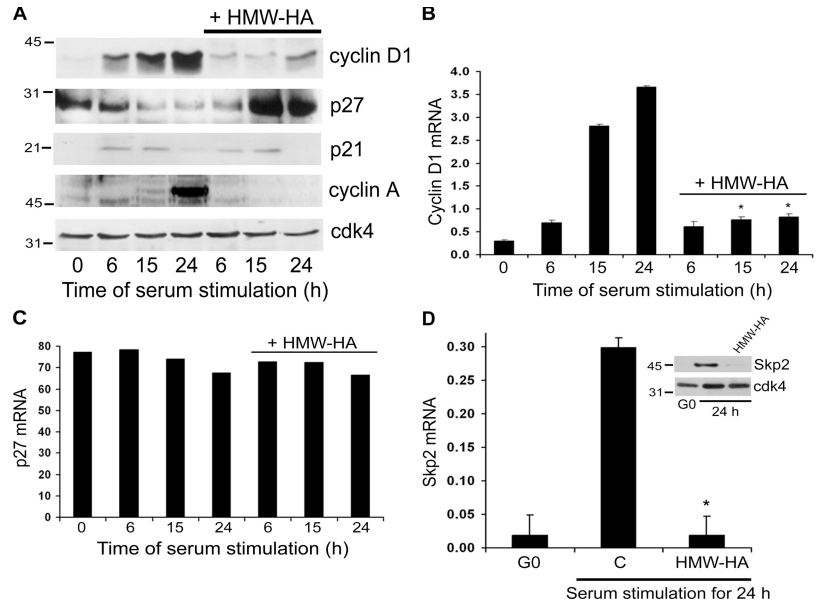 A
+ HMW-HA
45
cyclin D1
31
p27
21
p21
cyclin A
45
cdk4
31
0 6 15 24 6 15 24
Time of serum stimulation (h)
B
Cyclin D1 mRNA
4.0
3.5
3.0
2.5
2.0
1.5
1.0
0.5
0.0
+ HMW-HA
* *
0 6 15 24 6 15 24
Time of serum stimulation (h)
C
p27 mRNA
80
70
60
50
40
30
20
10
0
+ HMW-HA
0 6 15 24 6 15 24
Time of serum stimulation (h)
D
Skp2 mRNA
0.30
0.25
0.20
0.15
0.10
0.05
0.00
HMW-HA
45
Skp2
31
cdk4
G0
24 h
*
G0 C HMW-HA
Serum stimulation for 24 h